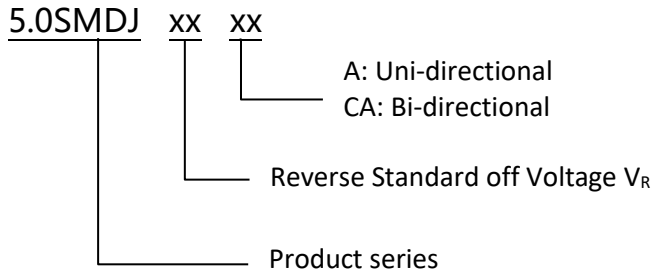 5.0SMDJ xx xx
A: Uni-directional
CA: Bi-directional
Reverse Standard off Voltage VR
Product series